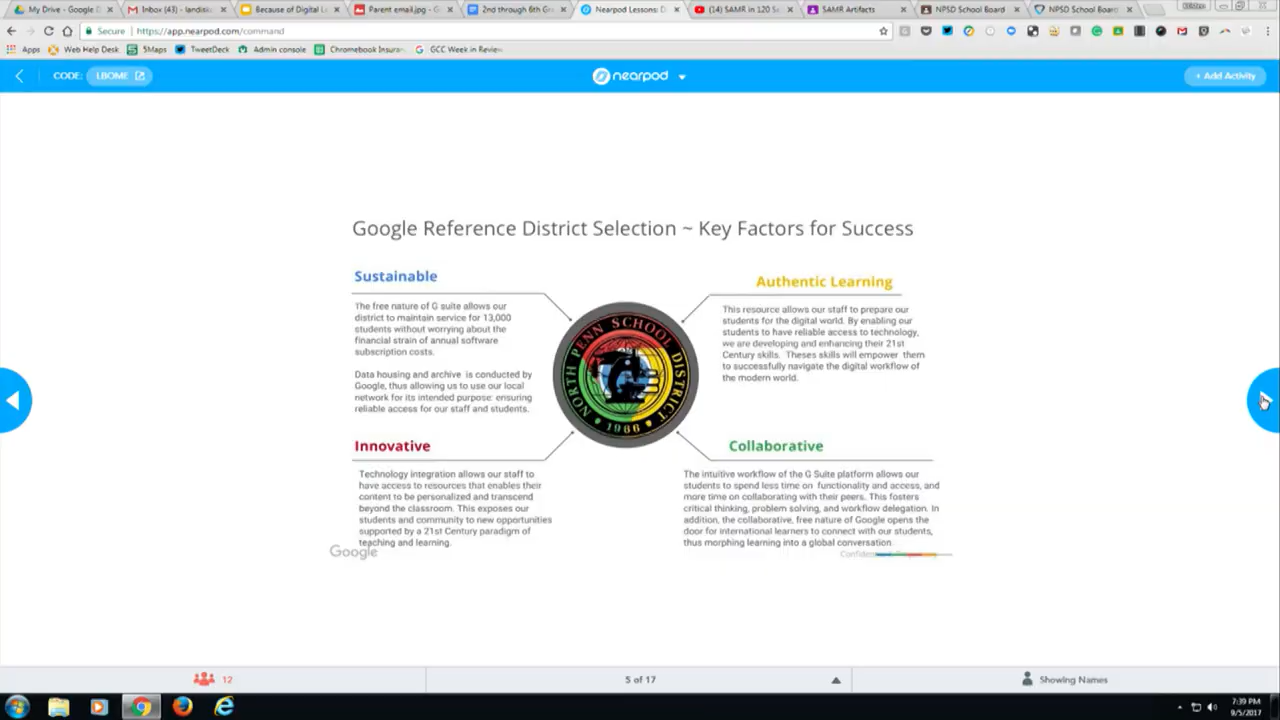 My Drive - Google D
Inbox (43) - landisk
Because of Digital Le
Parent email.jpg - G
2nd through 6th Gra
Nearpod Lessons: D
(14) SAMR in 120 Se
SAMR Artifacts
NPSD School Board
NPSD School Board
Secure
https://app.nearpod.com/command
Apps
Web Help Desk
5Maps
TweetDeck
Admin console
Chromebook Insuran
GCC Week in Review
CODE:
LBOME
nearpod
+ Add Activity
Google Reference District Selection ~ Key Factors for Success
Sustainable
The free nature of G suite allows our
district to maintain service for 13,000
students without worrying about the
financial strain of annual software
subscription costs.
Data housing and archive is conducted by
Google, thus allowing us to use our local
network for its intended purpose: ensuring
reliable access for our staff and students.
Authentic Learning
This resource allows our staff to prepare our
students for the digital world. By enabling our
students to have reliable access to technology,
we are developing and enhancing their 21st
Century skills. Theses skills will empower them
to successfully navigate the digital workflow of
the modern world.
NORTH PENN SCHOOL DISTRICT
1966
Innovative
Technology integration allows our staff to
have access to resources that enables their
content to be personalized and transcend
beyond the classroom. This exposes our
students and community to new opportunities
supported by a 21st Century paradigm of
teaching and learning.
Collaborative
The intuitive workflow of the G Suite platform allows our
students to spend less time on functionality and access, and
more time on collaborating with their peers. This fosters
critical thinking, problem solving, and workflow delegation. In
addition, the collaborative, free nature of Google opens the
door for international learners to connect with our students,
thus morphing learning into a global conversation
Google
12
5 of 17
Showing Names
7:39 PM
9/5/2017